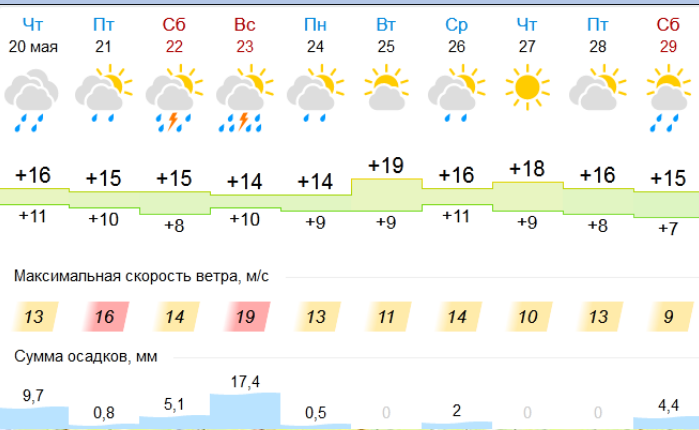 Чт Пт Сб Вс Пн Вт Ср Чт Пт Сб
20 мая 21 22 23 24 25 26 27 28 29
+16 +15 +15 +14 +14 +19 +16 +18 +16 +15
+11 +10 +8 +10 +9 +9 +11 +9 +8 +7
Максимальная скорость ветра, м/с
13 16 14 19 13 11 14 10 13 9
Сумма осадков, мм
9,7 0,8 5,1 17,4 0,5 0 2 0 0 4,4